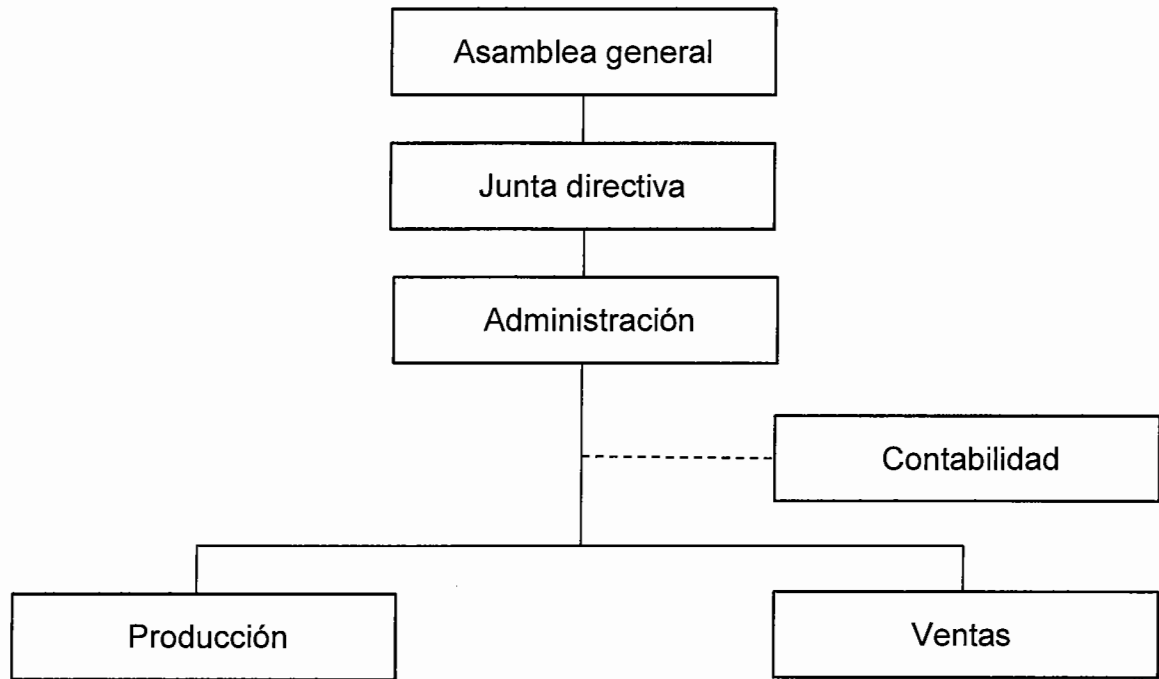 Asamblea general
Junta directiva
Administración
Contabilidad
Producción
Ventas